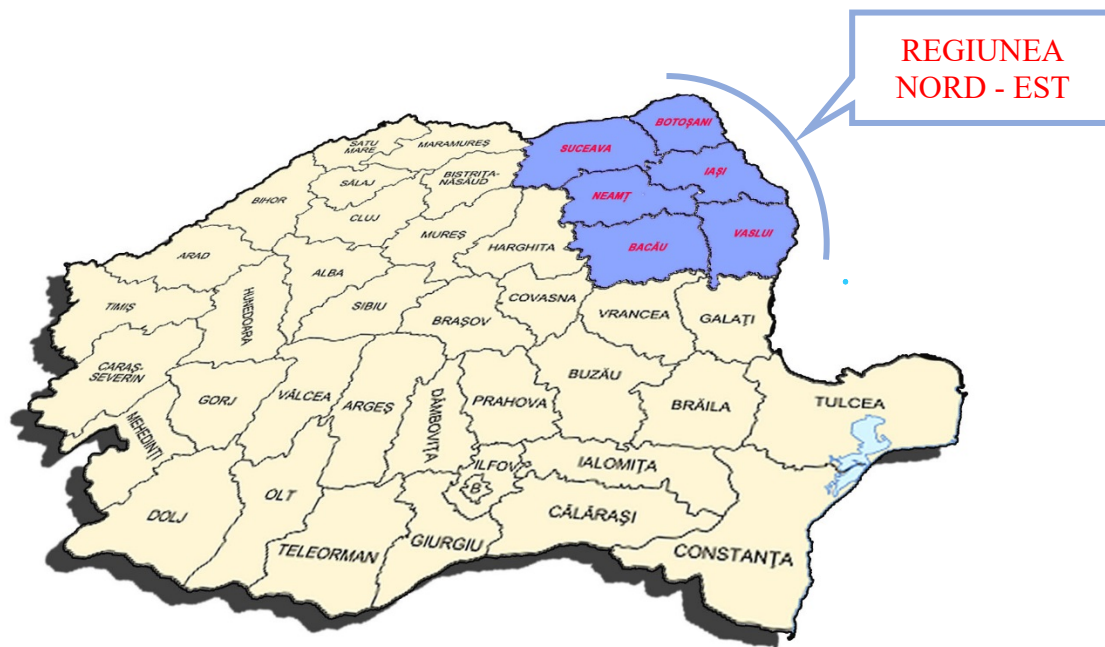 REGIUNEA
NORD - EST
BOTOȘANI
SUCEAVA
IAȘI
NEAMȚ
BACĂU
VASLUI
SATU
MARE
MARAMUREȘ
SĂLAJ
BISTRIȚA-
NĂSĂUD
BIHOR
CLUJ
MUREȘ
HARGHITA
ARAD
ALBA
TIMIȘ
HUNEDOARA
SIBIU
BRAȘOV
COVASNA
VRANCEA
GALAȚI
CARAȘ-
SEVERIN
GORJ
VÂLCEA
ARGEȘ
DÂMBOVIȚA
PRAHOVA
BUZĂU
BRĂILA
TULCEA
MEHEDINȚI
ILFOV
B
IALOMIȚA
DOLJ
OLT
TELEORMAN
GIURGIU
CĂLĂRAȘI
CONSTANȚA